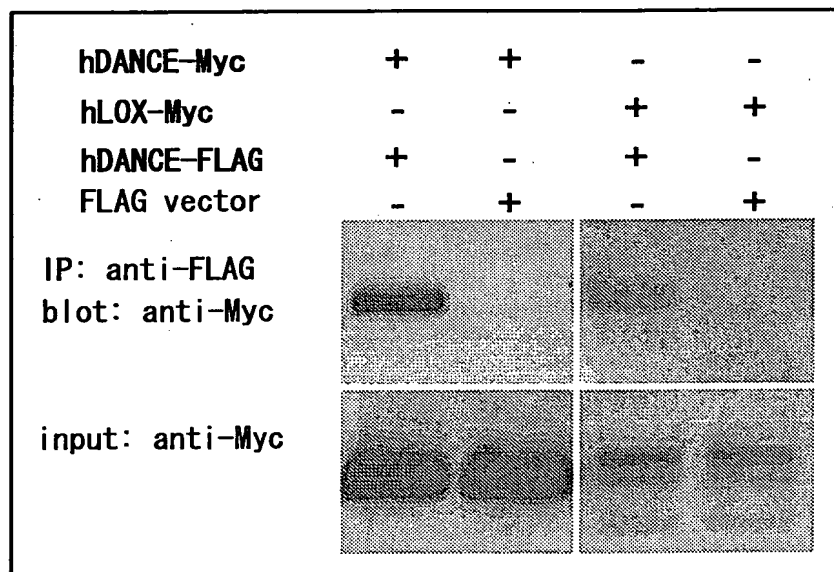 hDANCE-Myc + + - -
hLOX-Myc - - + +
hDANCE-FLAG + - + -
FLAG vector - + - +
IP: anti-FLAG
blot: anti-Myc
input: anti-Myc